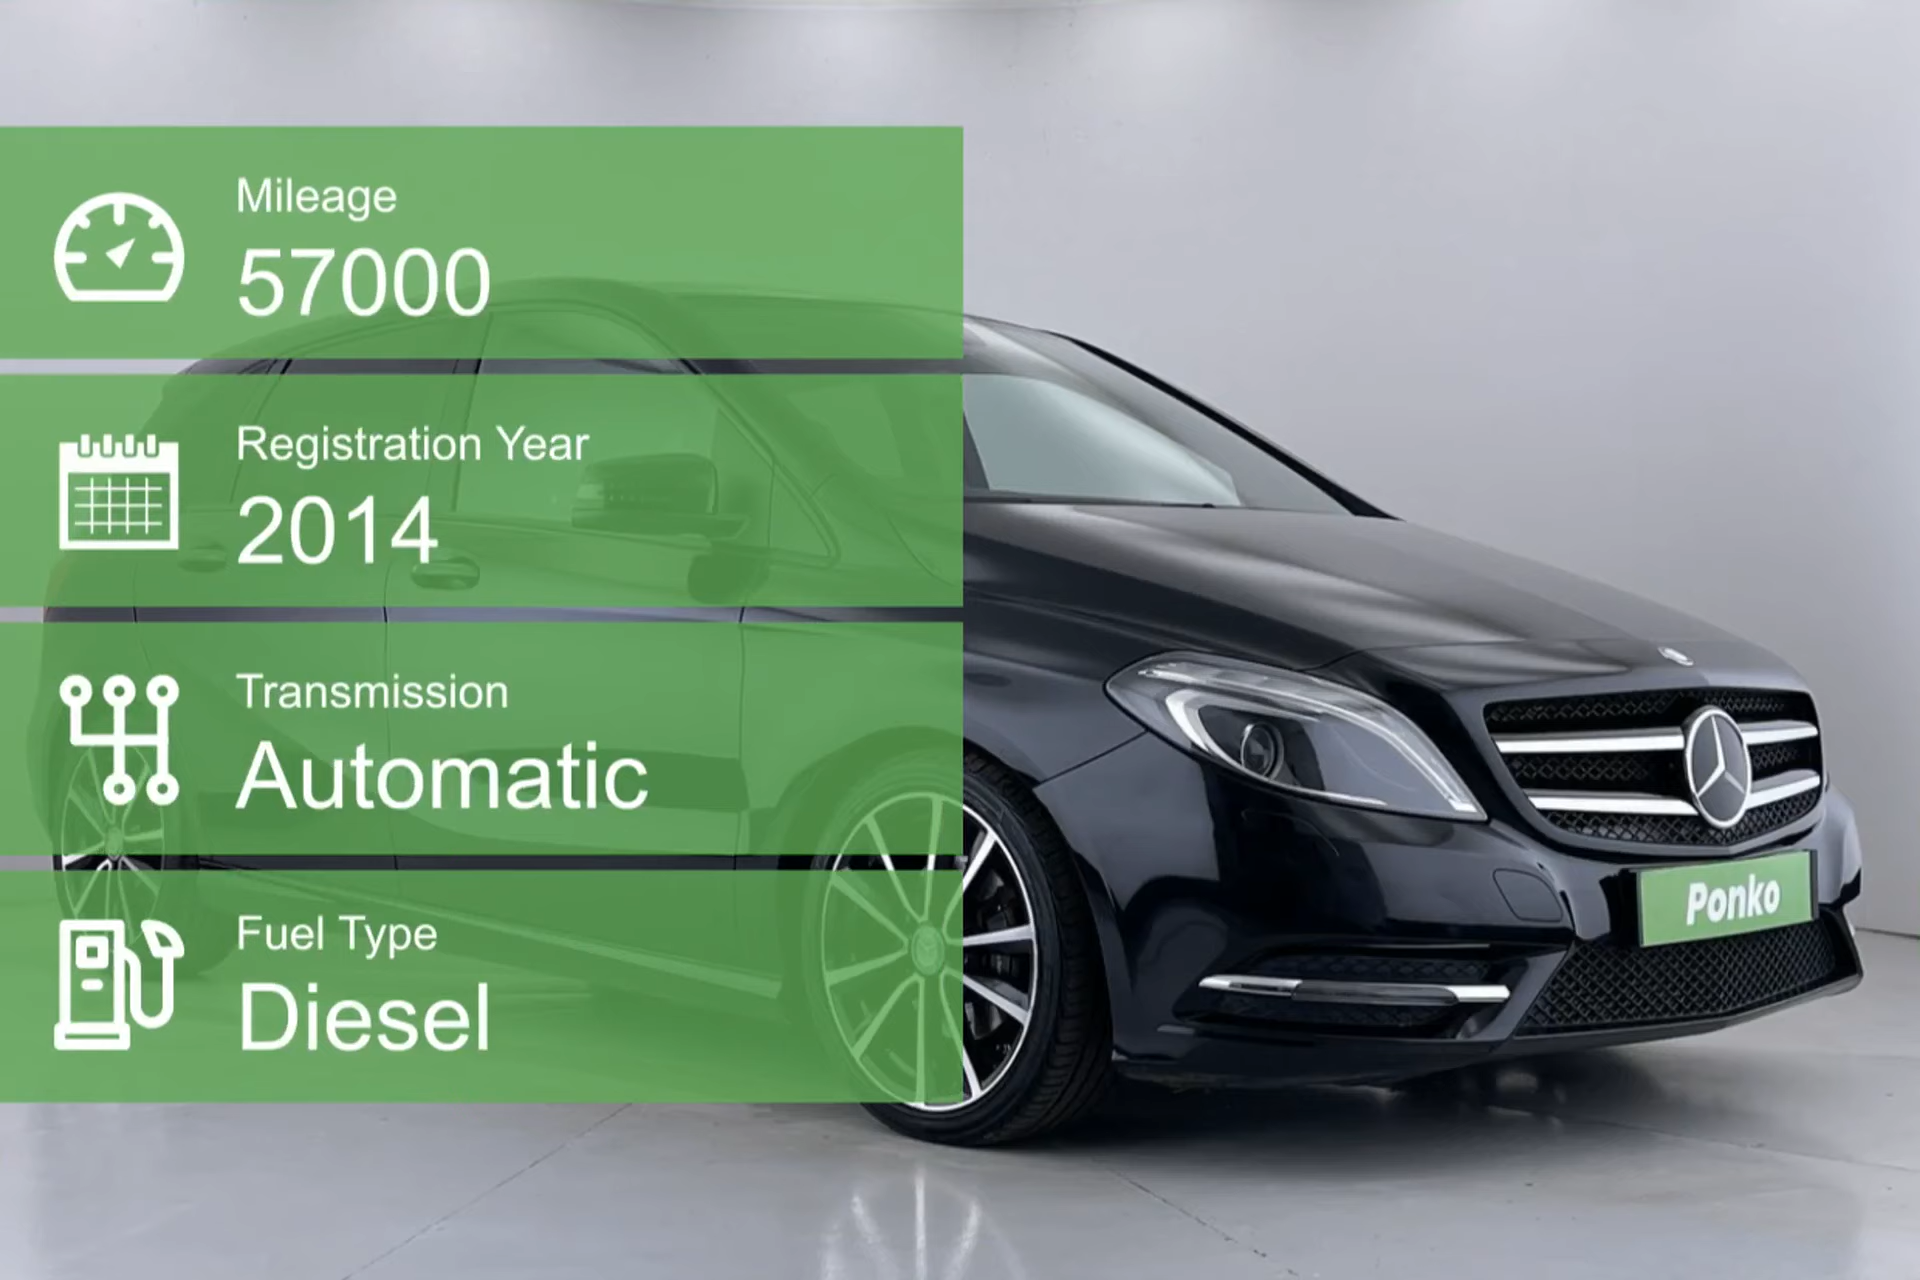 Mileage
57000
Registration Year
2014
Transmission
Automatic
Fuel Type
Diesel
Ponko